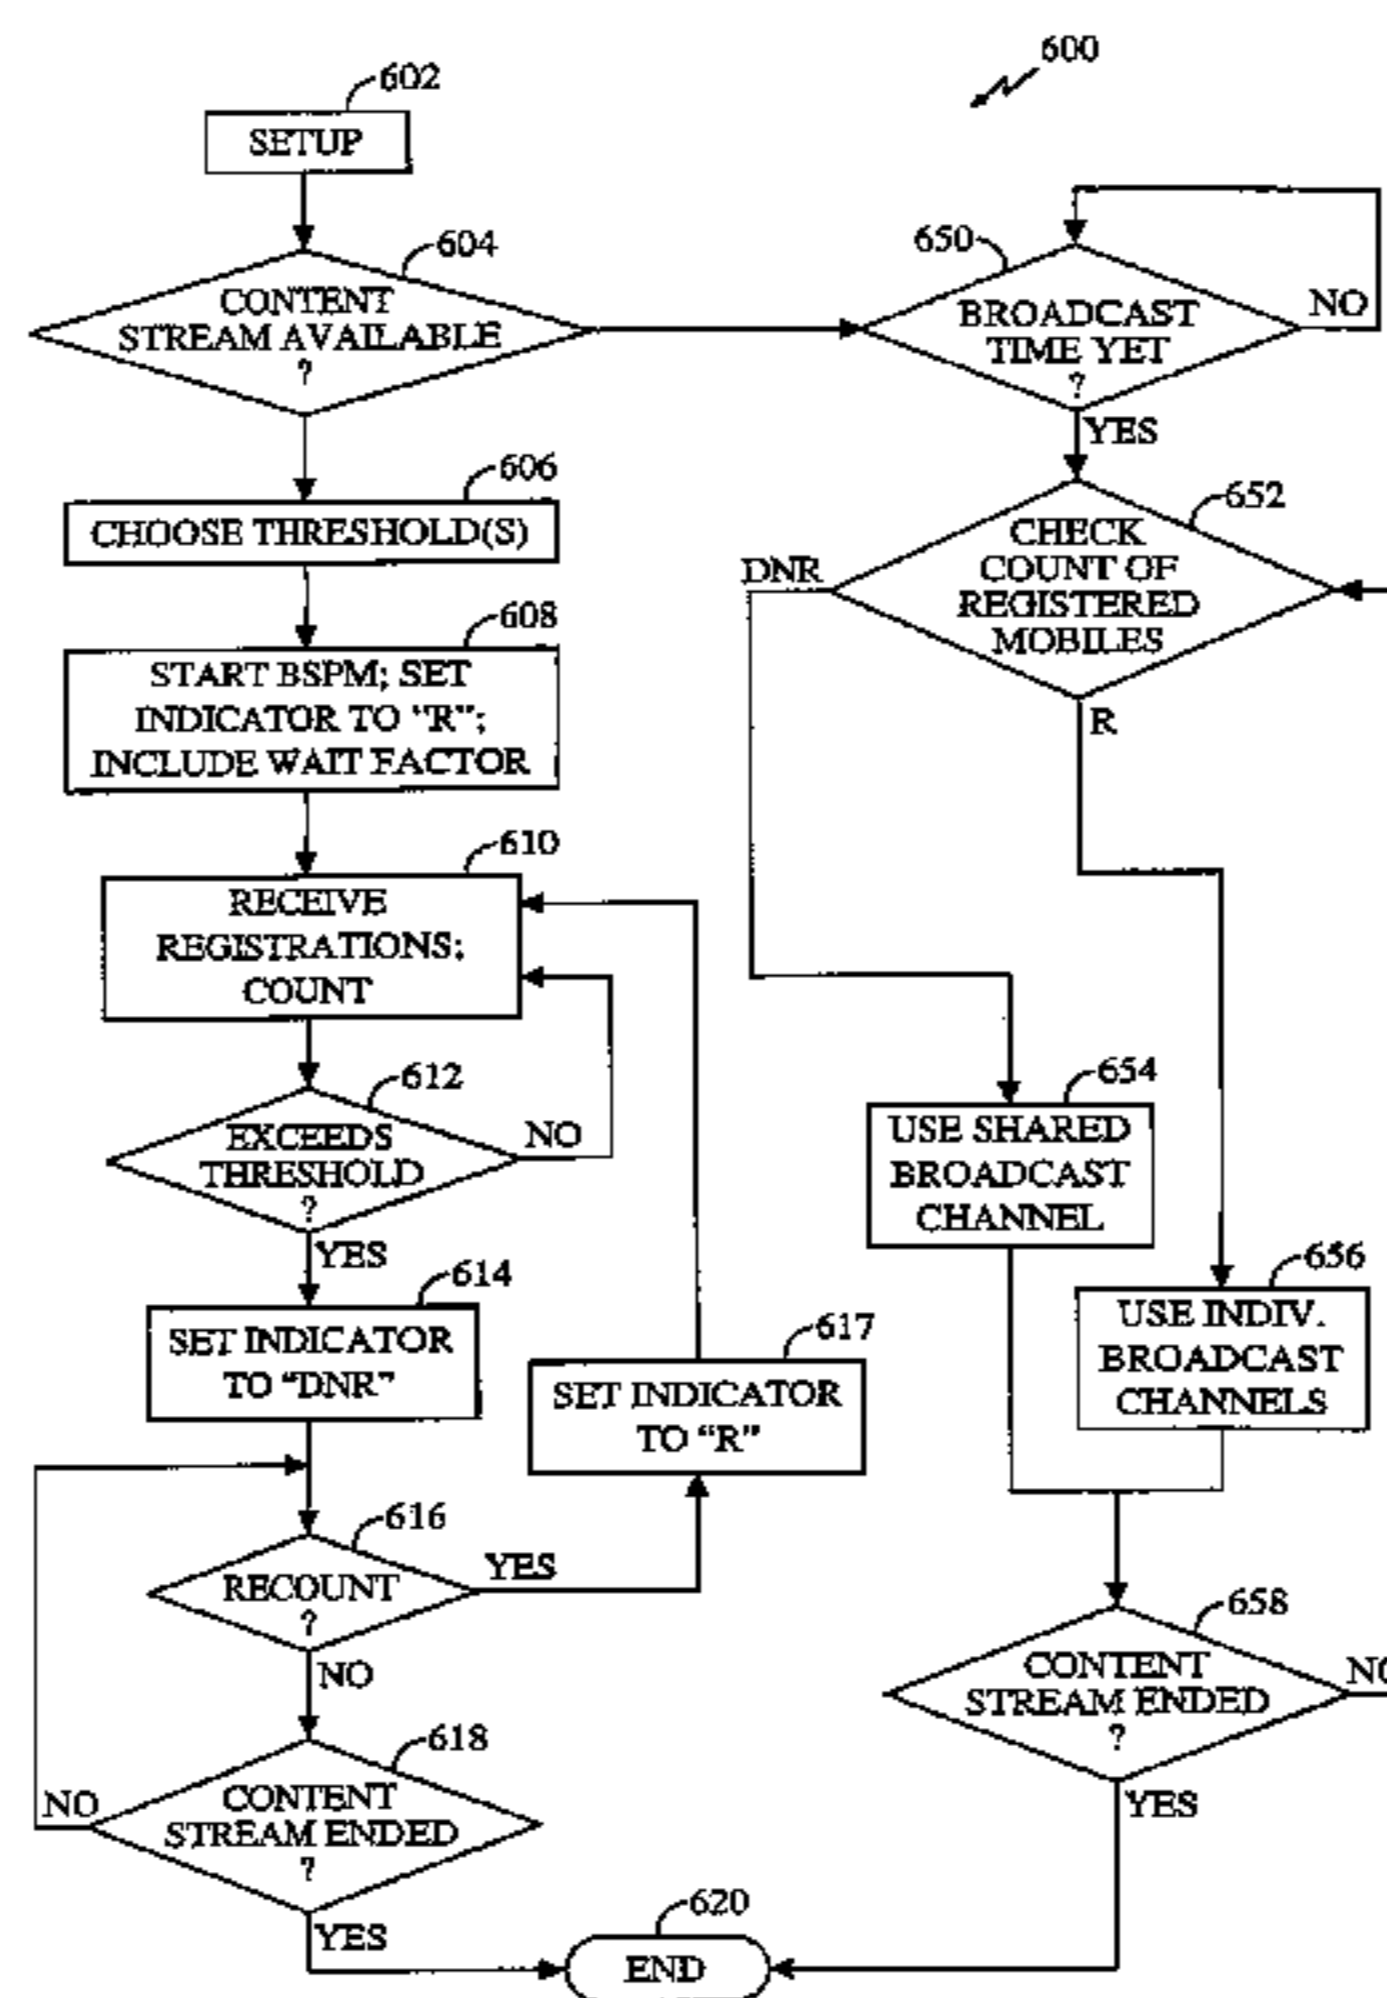 600
602
SETUP
604
CONTENT
STREAM AVAILABLE
?
606
CHOOSE THRESHOLD(S)
608
START BSPM; SET
INDICATOR TO "R";
INCLUDE WAIT FACTOR
610
RECEIVE
REGISTRATIONS;
COUNT
612
EXCEEDS
THRESHOLD
?
NO
YES
614
SET INDICATOR
TO "DNR"
617
SET INDICATOR
TO "R"
616
RECOUNT
?
YES
NO
618
CONTENT
STREAM ENDED
?
NO
YES
620
END
650
BROADCAST
TIME YET
?
NO
YES
652
CHECK
COUNT OF
REGISTERED
MOBILES
DNR
R
654
USE SHARED
BROADCAST
CHANNEL
656
USE INDIV.
BROADCAST
CHANNELS
658
CONTENT
STREAM ENDED
?
NO
YES